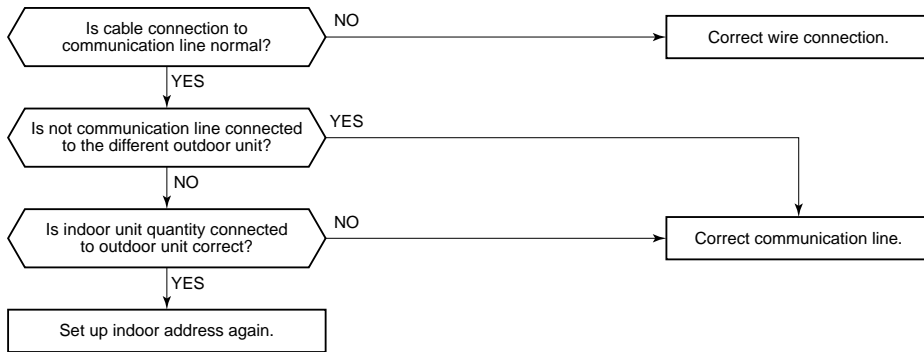 Is cable connection to
communication line normal?
NO
Correct wire connection.
YES
Is not communication line connected
to the different outdoor unit?
YES
NO
Is indoor unit quantity connected
to outdoor unit correct?
NO
Correct communication line.
YES
Set up indoor address again.